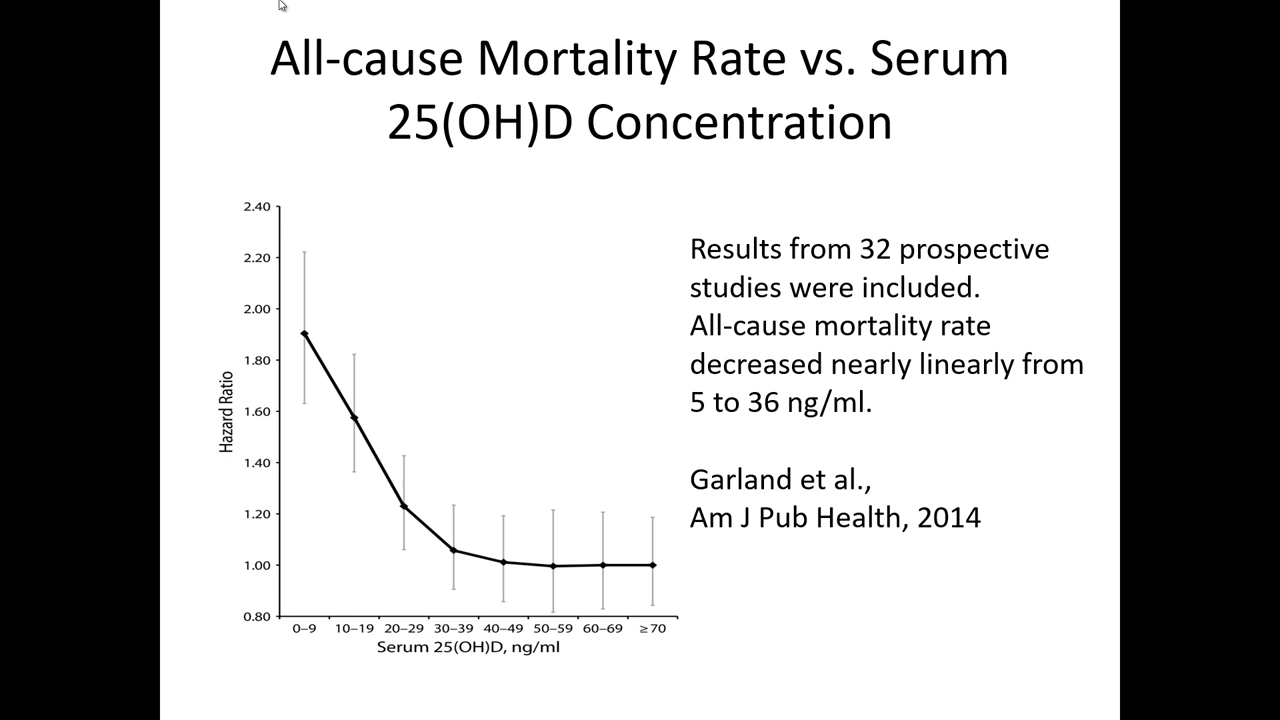 All-cause Mortality Rate vs. Serum
25(OH)D Concentration
2.40
2.20
2.00
1.80
1.60
1.40
1.20
1.00
0.80
Hazard Ratio
0–9 10–19 20–29 30–39 40–49 50–59 60–69 ≥70
Serum 25(OH)D, ng/ml
Results from 32 prospective
studies were included.
All-cause mortality rate
decreased nearly linearly from
5 to 36 ng/ml.
Garland et al.,
Am J Pub Health, 2014